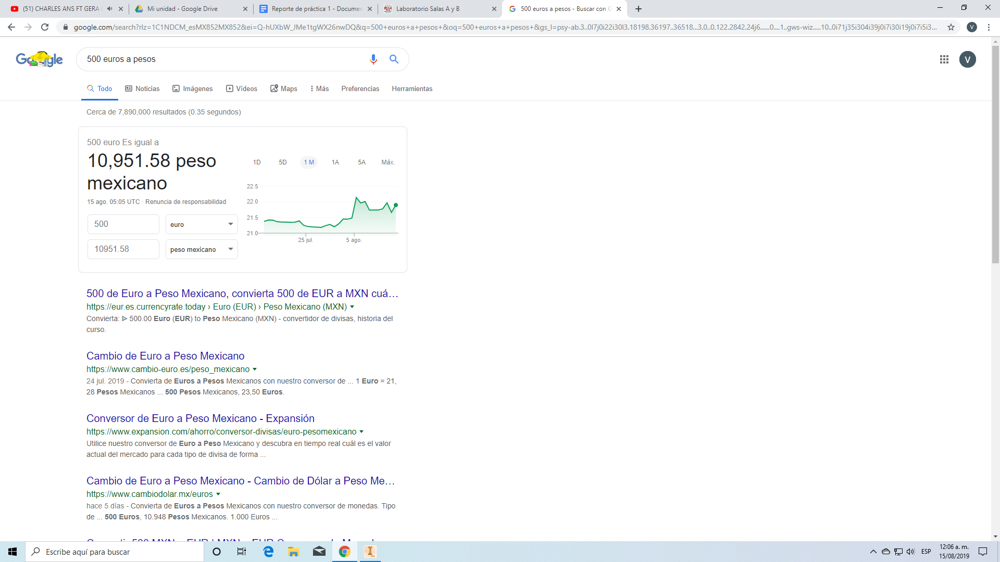 (51) CHARLES ANS FT GERA
Mi unidad - Google Drive
Reporte de práctica 1 - Documen
Laboratorio Salas A y B
500 euros a pesos - Buscar con G
google.com/search?rlz=1C1NDCM_esMX852MX852&ei=Q-hUXbW_JMe1tgWX26nwDQ&q=500+euros+a+pesos+&oq=500+euros+a+pesos+&gs_l=psy-ab.3..0l7j0i22i30l3.18198.36197..36518...3.0..0.122.2842.24j6......0....1..gws-wiz.....10..0i71j35i304i39j0i7i30i19j0i7i5i3...
V
Google
500 euros a pesos
V
Todo Noticias Imágenes Vídeos Maps Más Preferencias Herramientas
Cerca de 7,890,000 resultados (0.35 segundos)
500 euro Es igual a
10,951.58 peso
mexicano
15 ago. 05:05 UTC · Renuncia de responsabilidad
500 euro
10951.58 peso mexicano
1D 5D 1 M 1A 5A Máx.
22.5
22.0
21.5
21.0
25 jul. 5 ago.
500 de Euro a Peso Mexicano, convierta 500 de EUR a MXN cuá...
https://eur.es.currencyrate.today › Euro (EUR) › Peso Mexicano (MXN)
Convierta: ᐉ 500.00 Euro (EUR) to Peso Mexicano (MXN) - convertidor de divisas, historia del
curso.
Cambio de Euro a Peso Mexicano
https://www.cambio-euro.es/peso_mexicano
24 jul. 2019 - Convierta de Euros a Pesos Mexicanos con nuestro conversor de ... 1 Euro = 21,
28 Pesos Mexicanos ... 500 Pesos Mexicanos, 23,50 Euros.
Conversor de Euro a Peso Mexicano - Expansión
https://www.expansion.com/ahorro/conversor-divisas/euro-pesomexicano
Utilice nuestro conversor de Euro a Peso Mexicano y descubra en tiempo real cuál es el valor
actual del mercado para cada tipo de divisa de forma ...
Cambio de Euro a Peso Mexicano - Cambio de Dólar a Peso Me...
https://www.cambiodolar.mx/euros
hace 5 días - Convierta de Euros a Pesos Mexicanos con nuestro conversor de monedas. Tipo
de ... 500 Euros, 10.948 Pesos Mexicanos. 1.000 Euros ...
Escribe aquí para buscar
ESP
12:06 a. m.
15/08/2019